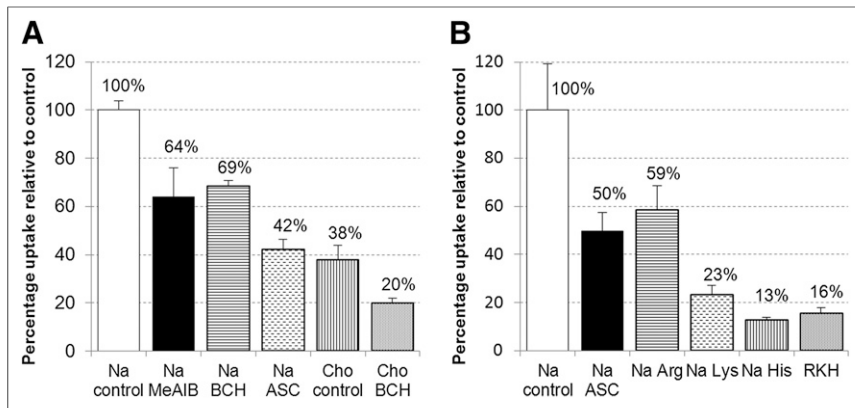 A
Percentage uptake relative to control
120
100
80
60
40
20
0
100%
64%
69%
42%
38%
20%
Na control
Na MeAIB
Na BCH
Na ASC
Cho control
Cho BCH
B
Percentage uptake relative to control
120
100
80
60
40
20
0
100%
50%
59%
23%
13%
16%
Na control
Na ASC
Na Arg
Na Lys
Na His
RKH